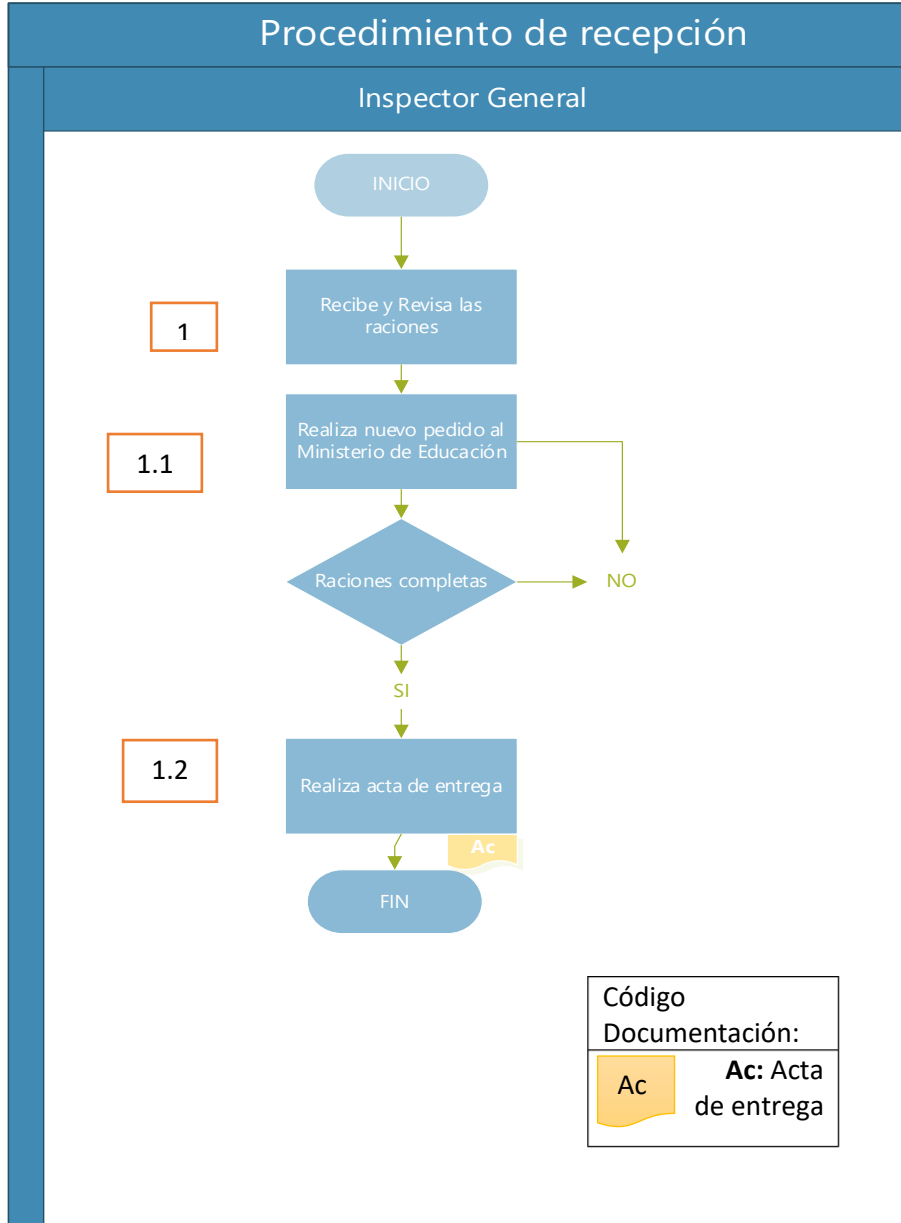 Procedimiento de recepción
Inspector General
INICIO
1
Recibe y Revisa las
raciones
1.1
Realiza nuevo pedido al
Ministerio de Educación
Raciones completas
NO
SI
1.2
Realiza acta de entrega
Ac
FIN
Código
Documentación:
Ac
Ac: Acta
de entrega